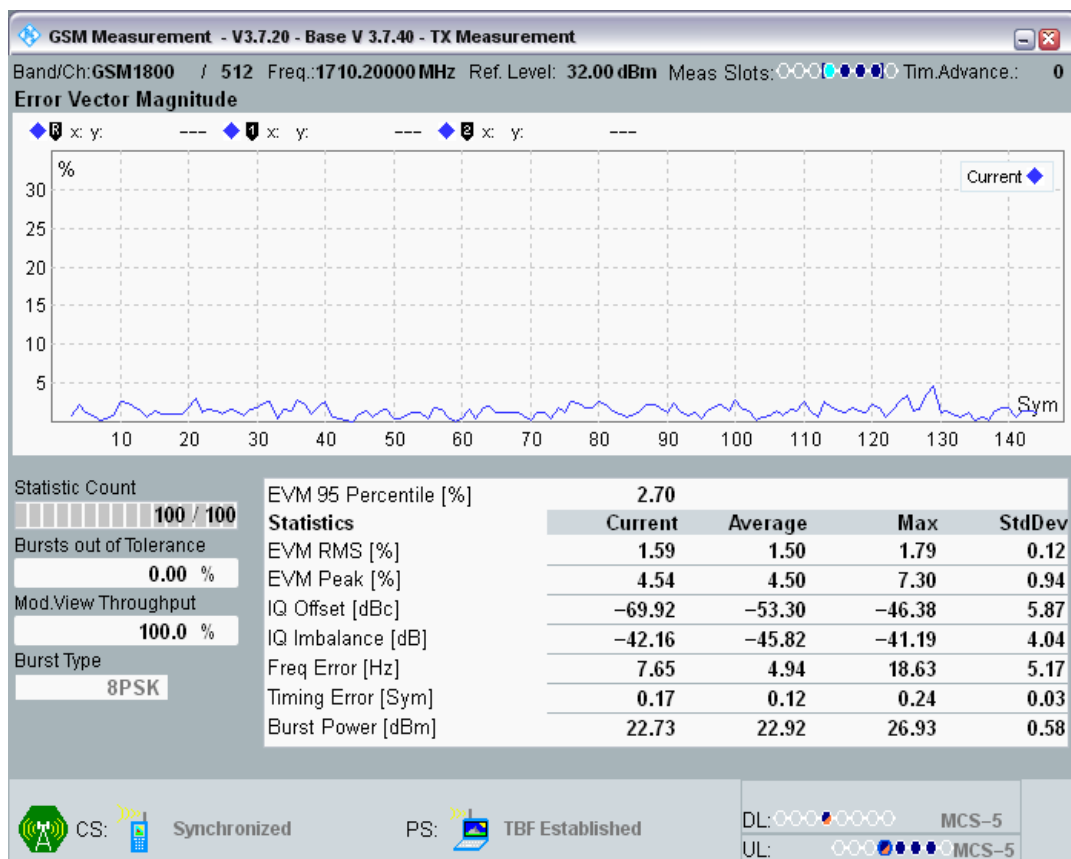 GSM Measurement - V3.7.20 - Base V 3.7.40 - TX Measurement
Band/Ch:GSM1800 / 512 Freq.:1710.20000 MHz Ref. Level: 32.00 dBm Meas Slots: Tim.Advance.: 0
Error Vector Magnitude
R x: y: --- 1 x: y: --- 2 x: y: ---
%
Current
30
25
20
15
10
5
Sym
10 20 30 40 50 60 70 80 90 100 110 120 130 140
Statistic Count
100 / 100
Bursts out of Tolerance
0.00 %
Mod.View Throughput
100.0 %
Burst Type
8PSK
EVM 95 Percentile [%] 2.70
Statistics Current Average Max StdDev
EVM RMS [%] 1.59 1.50 1.79 0.12
EVM Peak [%] 4.54 4.50 7.30 0.94
IQ Offset [dBc] −69.92 −53.30 −46.38 5.87
IQ Imbalance [dB] −42.16 −45.82 −41.19 4.04
Freq Error [Hz] 7.65 4.94 18.63 5.17
Timing Error [Sym] 0.17 0.12 0.24 0.03
Burst Power [dBm] 22.73 22.92 26.93 0.58
CS: Synchronized PS: TBF Established
DL: MCS−5
UL: MCS−5